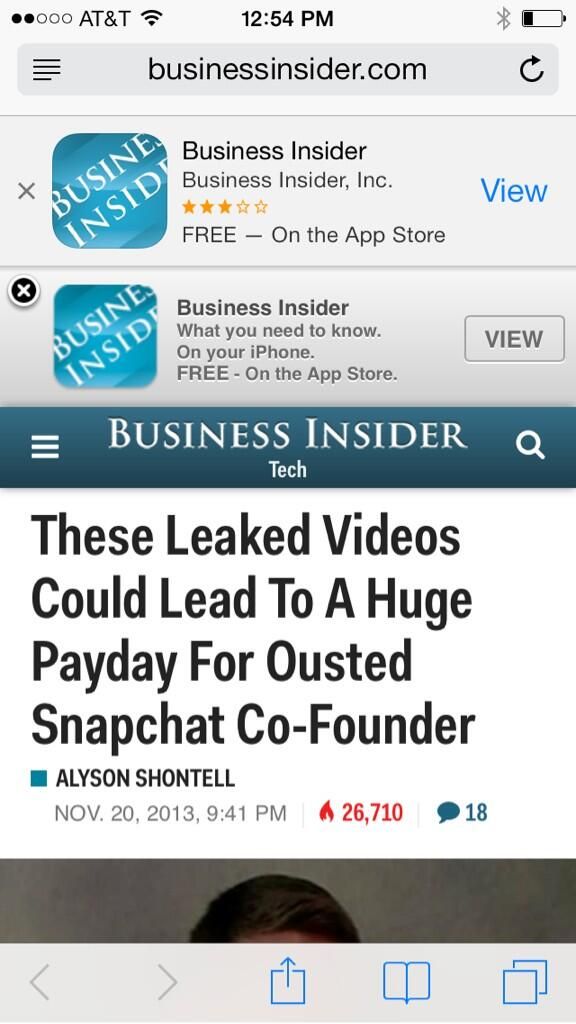 AT&T 12:54 PM
businessinsider.com
BUSINESS INSIDER
Business Insider
Business Insider, Inc.
FREE — On the App Store
View
BUSINESS INSIDER
Business Insider
What you need to know.
On your iPhone.
FREE - On the App Store.
VIEW
BUSINESS INSIDER
Tech
These Leaked Videos
Could Lead To A Huge
Payday For Ousted
Snapchat Co-Founder
ALYSON SHONTELL
NOV. 20, 2013, 9:41 PM 26,710 18